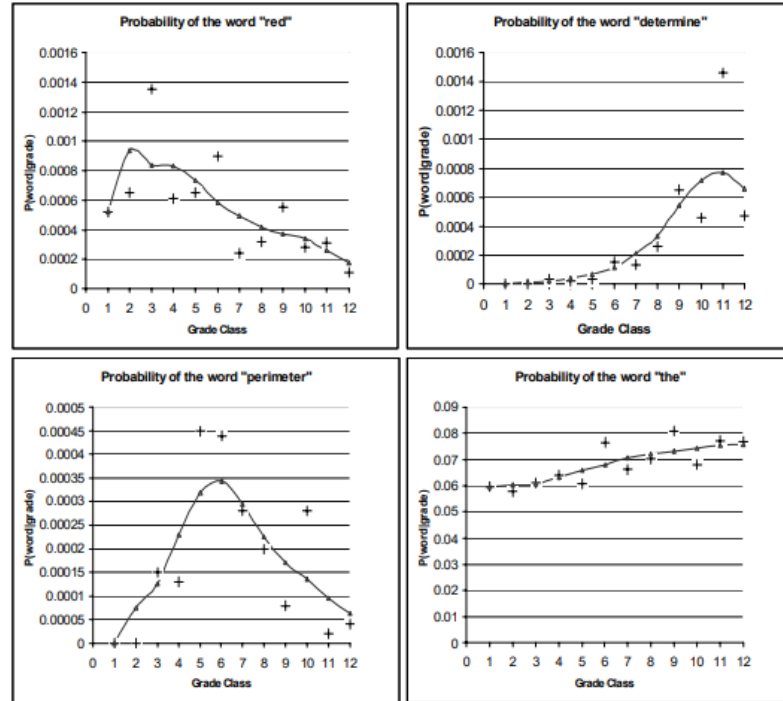 Probability of the word "red"
0.0016
0.0014
0.0012
0.001
0.0008
0.0006
0.0004
0.0002
0
P(word|grade)
0 1 2 3 4 5 6 7 8 9 10 11 12
Grade Class
Probability of the word "determine"
0.0016
0.0014
0.0012
0.001
0.0008
0.0006
0.0004
0.0002
0
P(word|grade)
0 1 2 3 4 5 6 7 8 9 10 11 12
Grade Class
Probability of the word "perimeter"
0.0005
0.00045
0.0004
0.00035
0.0003
0.00025
0.0002
0.00015
0.0001
0.00005
0
P(word|grade)
0 1 2 3 4 5 6 7 8 9 10 11 12
Grade Class
Probability of the word "the"
0.09
0.08
0.07
0.06
0.05
0.04
0.03
0.02
0.01
0
P(word|grade)
0 1 2 3 4 5 6 7 8 9 10 11 12
Grade Class